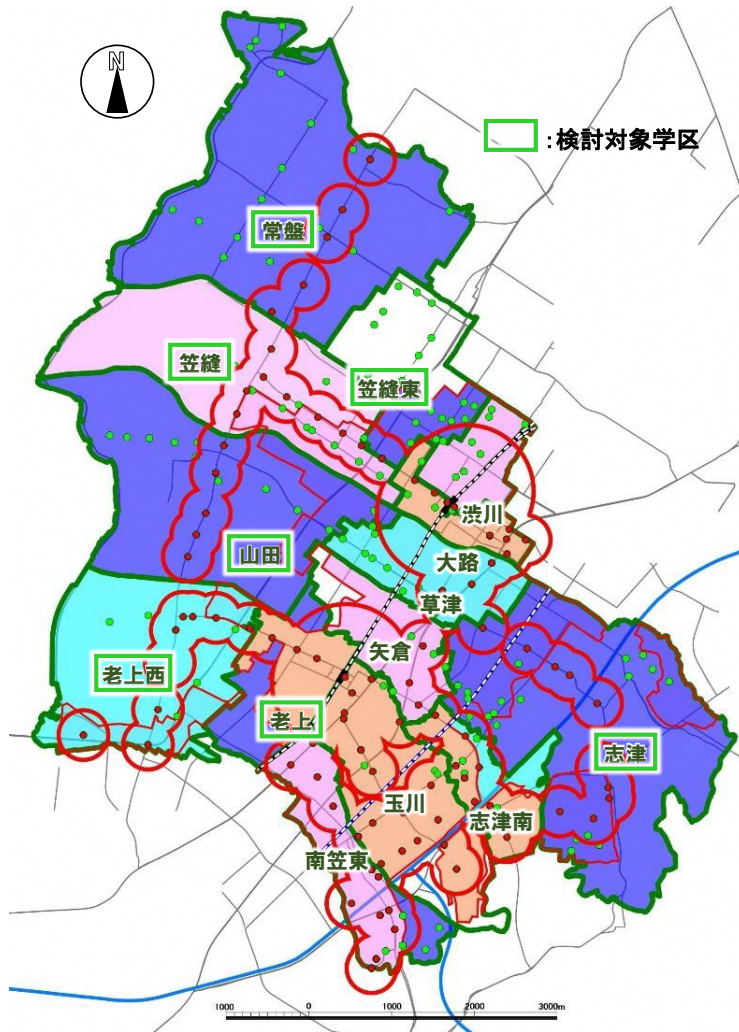 N
：検討対象学区
常盤
笠縫
笠縫東
渋川
大路
山田
草津
矢倉
老上西
老上
志津
玉川
志津南
南笠東
1000 0 1000 2000 3000m